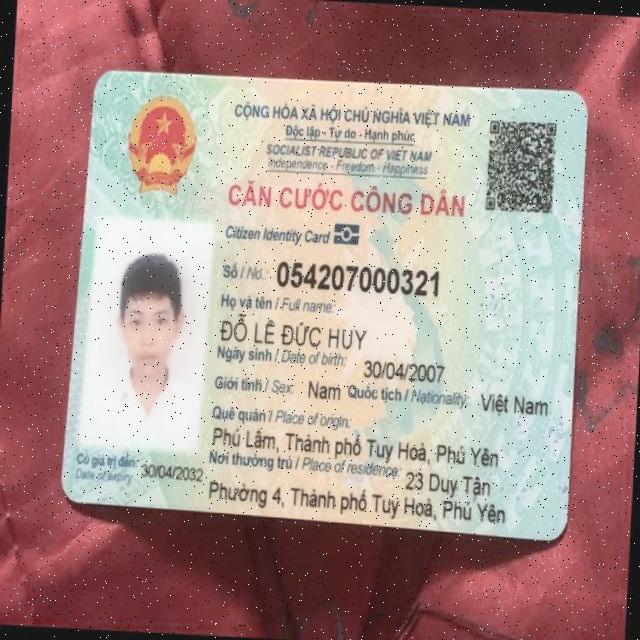 CỘNG HÒA XÃ HỘI CHỦ NGHĨA VIỆT NAM
Độc lập - Tự do - Hạnh phúc
SOCIALIST REPUBLIC OF VIET NAM
Independence - Freedom - Happiness
CĂN CƯỚC CÔNG DÂN
Citizen Identity Card
Số / No.: 054207000321
Họ và tên / Full name:
ĐỖ LÊ ĐỨC HUY
Ngày sinh / Date of birth: 30/04/2007
Giới tính / Sex: Nam Quốc tịch / Nationality: Việt Nam
Quê quán / Place of origin:
Phú Lâm, Thành phố Tuy Hoà, Phú Yên
Nơi thường trú / Place of residence: 23 Duy Tân
Phường 4, Thành phố Tuy Hoà, Phú Yên
Có giá trị đến: 30/04/2032
Date of expiry